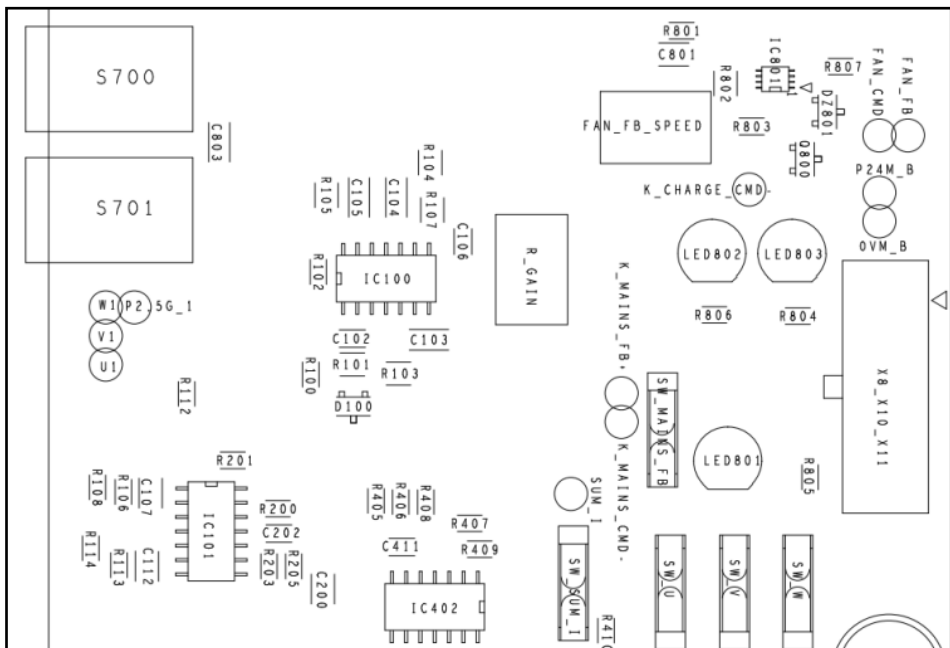 S700
S701
C803
R801
C801
R802
IC801
1
R807
FAN_CMD
FAN_FB
DZ801
FAN_FB_SPEED
R803
Q800
P24M_B
K_CHARGE_CMD-
0VM_B
R104
R105
C105
C104
R107
C106
R102
IC100
R_GAIN
LED802
LED803
R806
R804
W1
P2,5G_1
V1
U1
C102
C103
R101
R103
R100
D100
R112
K_MAINS_FB,
SW_MAINS_FB
K_MAINS_CMD-
X8_X10_X11
LED801
R805
R201
R108
R106
C107
IC101
R200
C202
R203
R205
C200
R114
R113
C112
R405
R406
R408
R407
C411
R409
IC402
SUM_I
SW_SUM_I
R410
SW_U
SW_V
SW_W